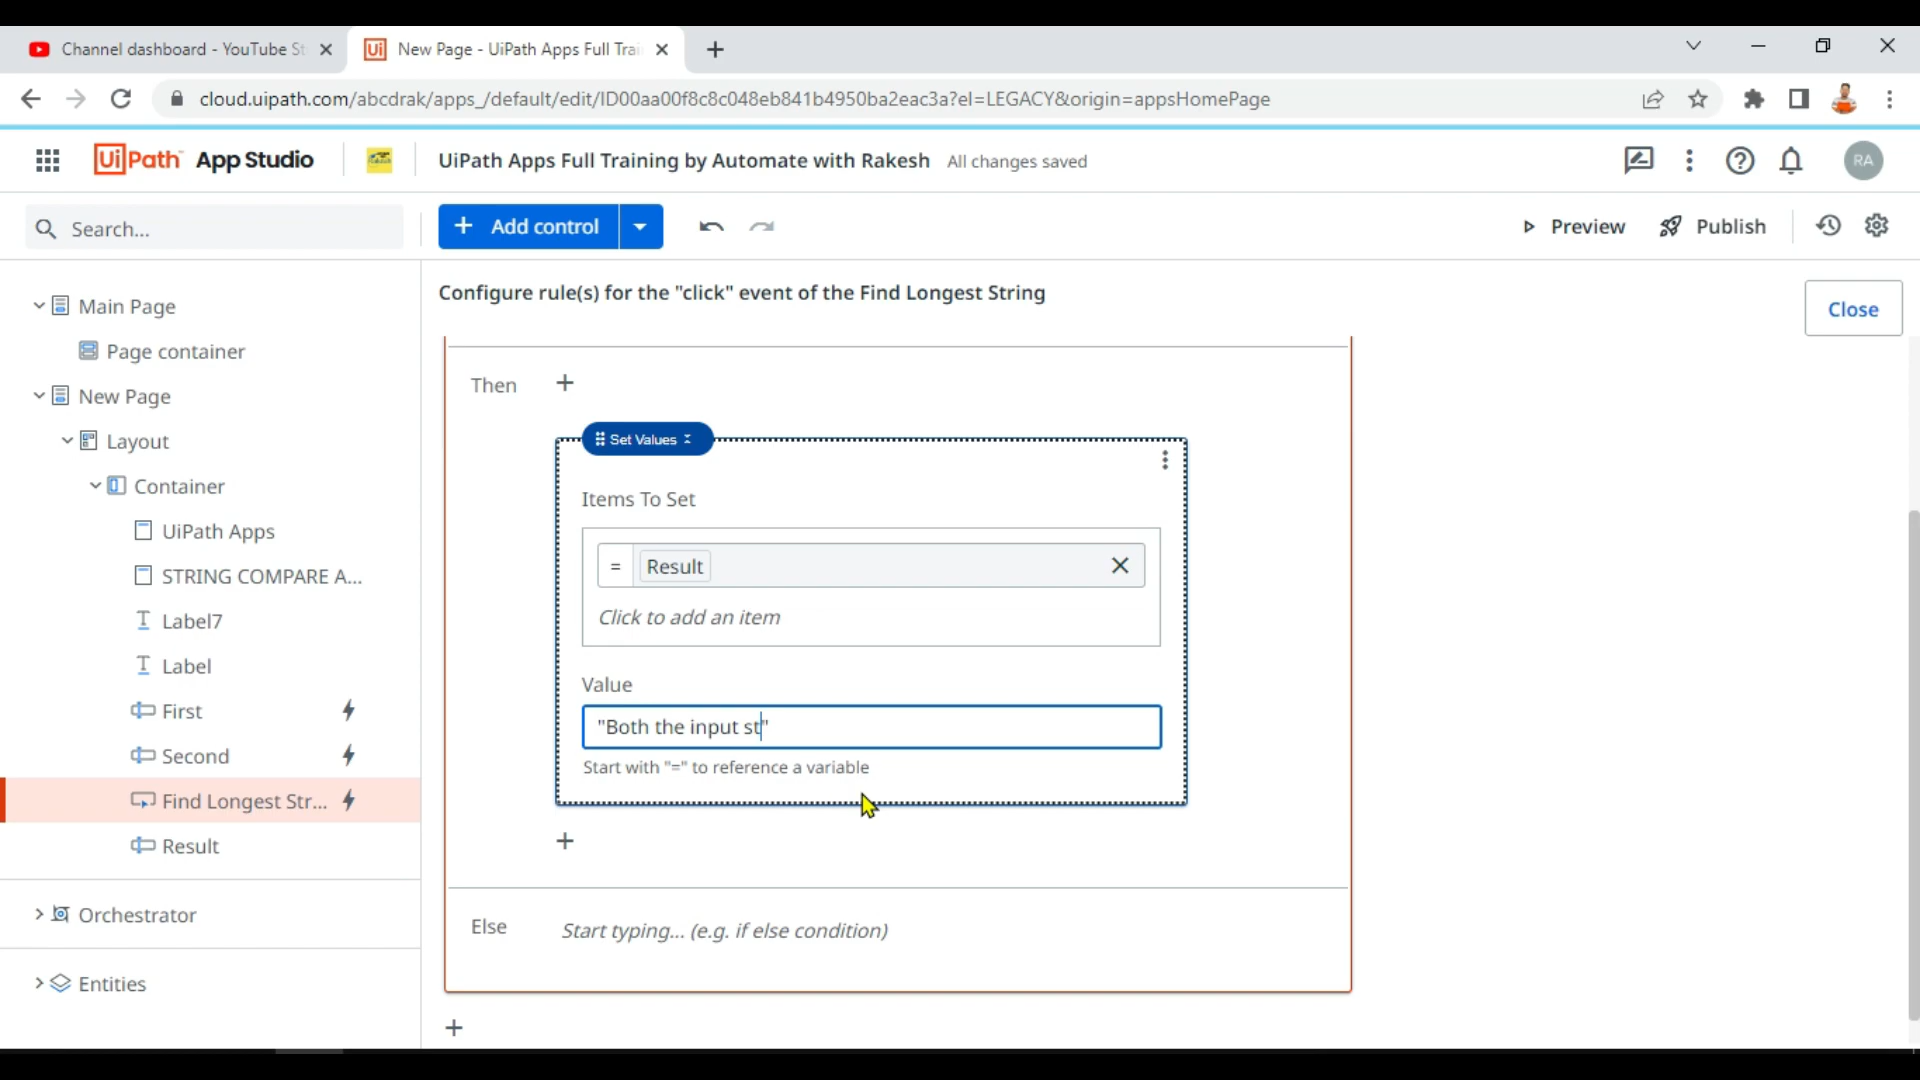 Channel dashboard - YouTube St
New Page - UiPath Apps Full Trai
cloud.uipath.com/abcdrak/apps_/default/edit/ID00aa00f8c8c048eb841b4950ba2eac3a?el=LEGACY&origin=appsHomePage
UiPath App Studio
UiPath Apps Full Training by Automate with Rakesh All changes saved
RA
Search...
Add control
Preview
Publish
Configure rule(s) for the "click" event of the Find Longest String
Close
Main Page
Page container
New Page
Layout
Container
UiPath Apps
STRING COMPARE A...
Label7
Label
First
Second
Find Longest Str...
Result
Orchestrator
Entities
Then
Set Values
Items To Set
= Result
Click to add an item
Value
"Both the input st"
Start with "=" to reference a variable
Else Start typing... (e.g. if else condition)